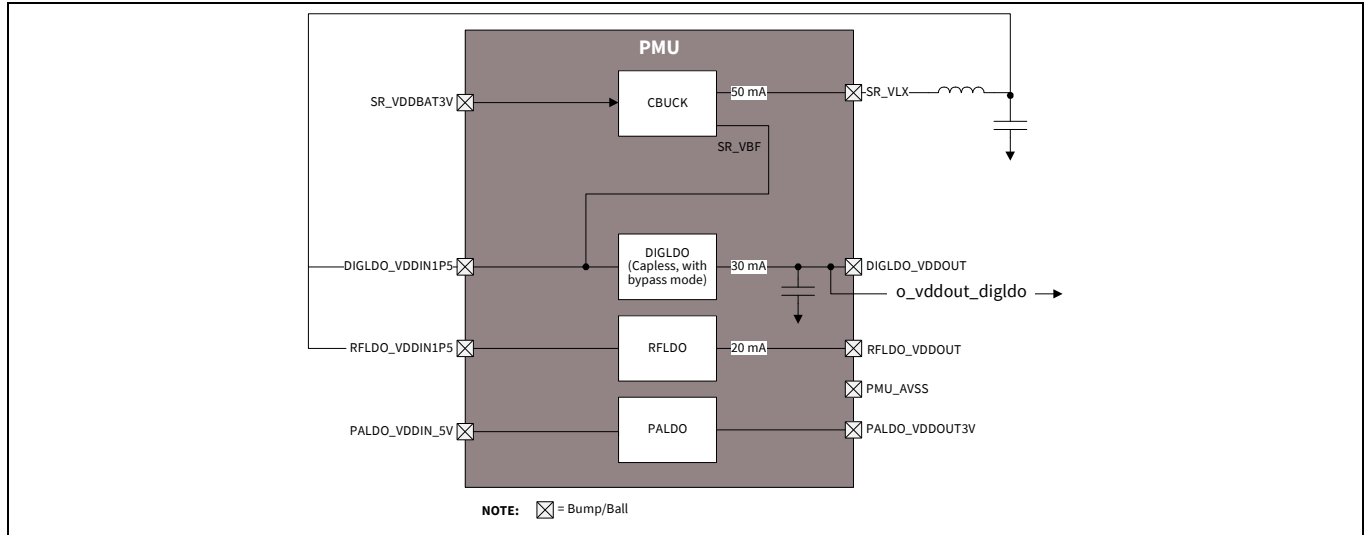 PMU
SR_VDDBAT3V
CBUCK
50 mA
SR_VLX
SR_VBF
DIGLDO_VDDIN1P5
DIGLDO
(Capless, with
bypass mode)
30 mA
DIGLDO_VDDOUT
o_vddout_digldo
RFLDO_VDDIN1P5
RFLDO
20 mA
RFLDO_VDDOUT
PMU_AVSS
PALDO_VDDIN_5V
PALDO
PALDO_VDDOUT3V
NOTE: = Bump/Ball